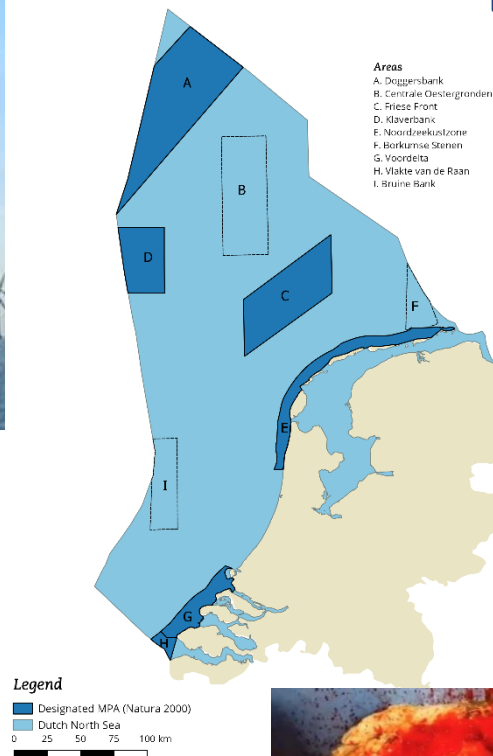 Areas
A. Doggersbank
B. Centrale Oestergronden
C. Friese Front
D. Klaverbank
E. Noordzeekustzone
F. Borkumse Stenen
G. Voordelta
H. Vlakte van de Raan
I. Bruine Bank
A
B
D
C
F
E
I
G
H
Legend
Designated MPA (Natura 2000)
Dutch North Sea
0 25 50 75 100 km